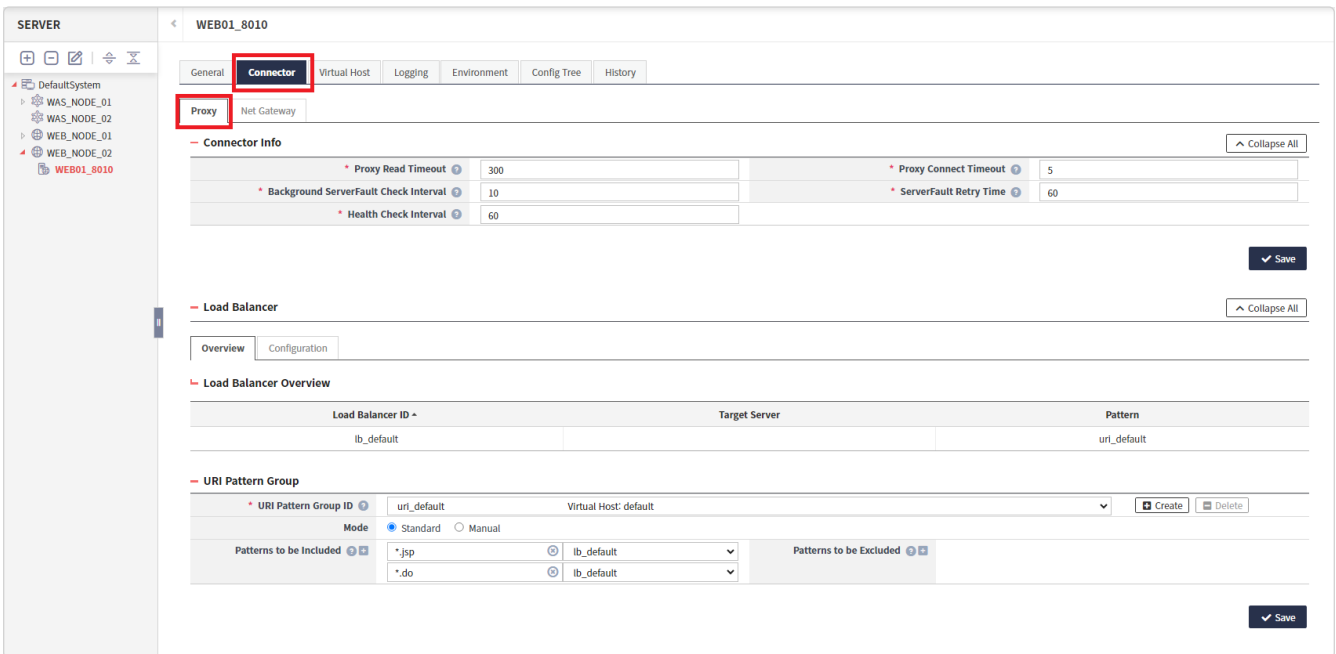 SERVER
WEB01_8010
DefaultSystem
WAS_NODE_01
WAS_NODE_02
WEB_NODE_01
WEB_NODE_02
WEB01_8010
General Connector Virtual Host Logging Environment Config Tree History
Proxy Net Gateway
Connector Info Collapse All
* Proxy Read Timeout 300 * Proxy Connect Timeout 5
* Background ServerFault Check Interval 10 * ServerFault Retry Time 60
* Health Check Interval 60
Save
Load Balancer Collapse All
Overview Configuration
Load Balancer Overview
Load Balancer ID Target Server Pattern
lb_default uri_default
URI Pattern Group
* URI Pattern Group ID uri_default Virtual Host: default Create Delete
Mode Standard Manual
Patterns to be Included *.jsp lb_default Patterns to be Excluded
*.do lb_default
Save